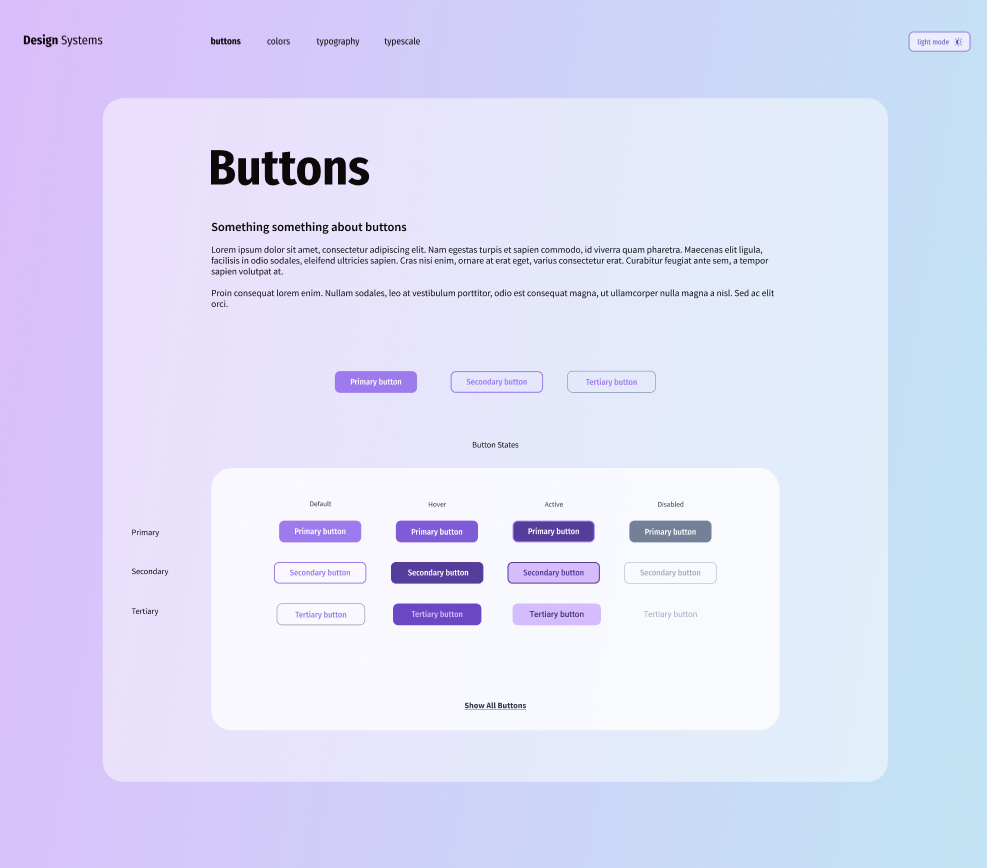 Design Systems
buttons colors typography typescale
light mode
Buttons
Something something about buttons
Lorem ipsum dolor sit amet, consectetur adipiscing elit. Nam egestas turpis et sapien commodo, id viverra quam pharetra. Maecenas elit ligula,
facilisis in odio sodales, eleifend ultricies sapien. Cras nisi enim, ornare at erat eget, varius consectetur erat. Curabitur feugiat ante sem, a tempor
sapien volutpat at.
Proin consequat lorem enim. Nullam sodales, leo at vestibulum porttitor, odio est consequat magna, ut ullamcorper nulla magna a nisl. Sed ac elit
orci.
Primary button Secondary button Tertiary button
Button States
Default Hover Active Disabled
Primary Primary button Primary button Primary button Primary button
Secondary Secondary button Secondary button Secondary button Secondary button
Tertiary Tertiary button Tertiary button Tertiary button Tertiary button
Show All Buttons